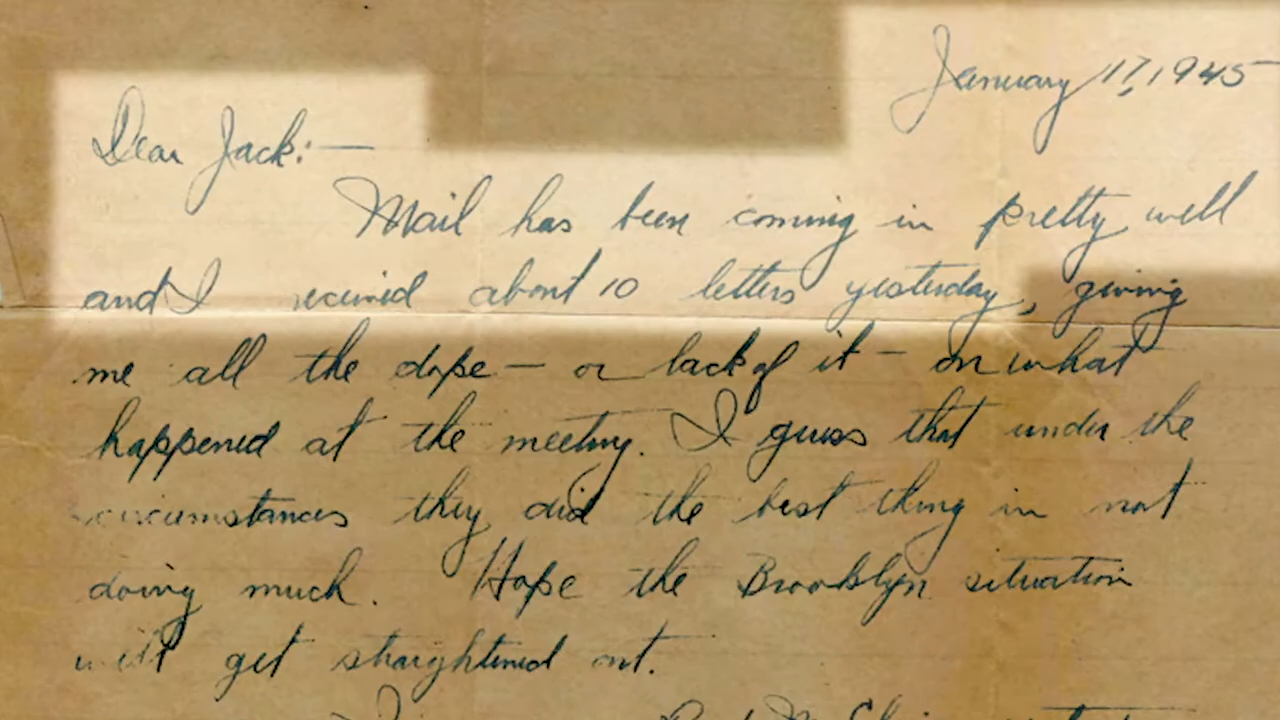 January 17, 1945
Dear Jack:—
Mail has been coming in pretty well
and I received about 10 letters yesterday, giving
me all the dope — or lack of it — on what
happened at the meeting. I guess that under the
circumstances they did the best thing in not
doing much. Hope the Brooklyn situation
will get straightened out.